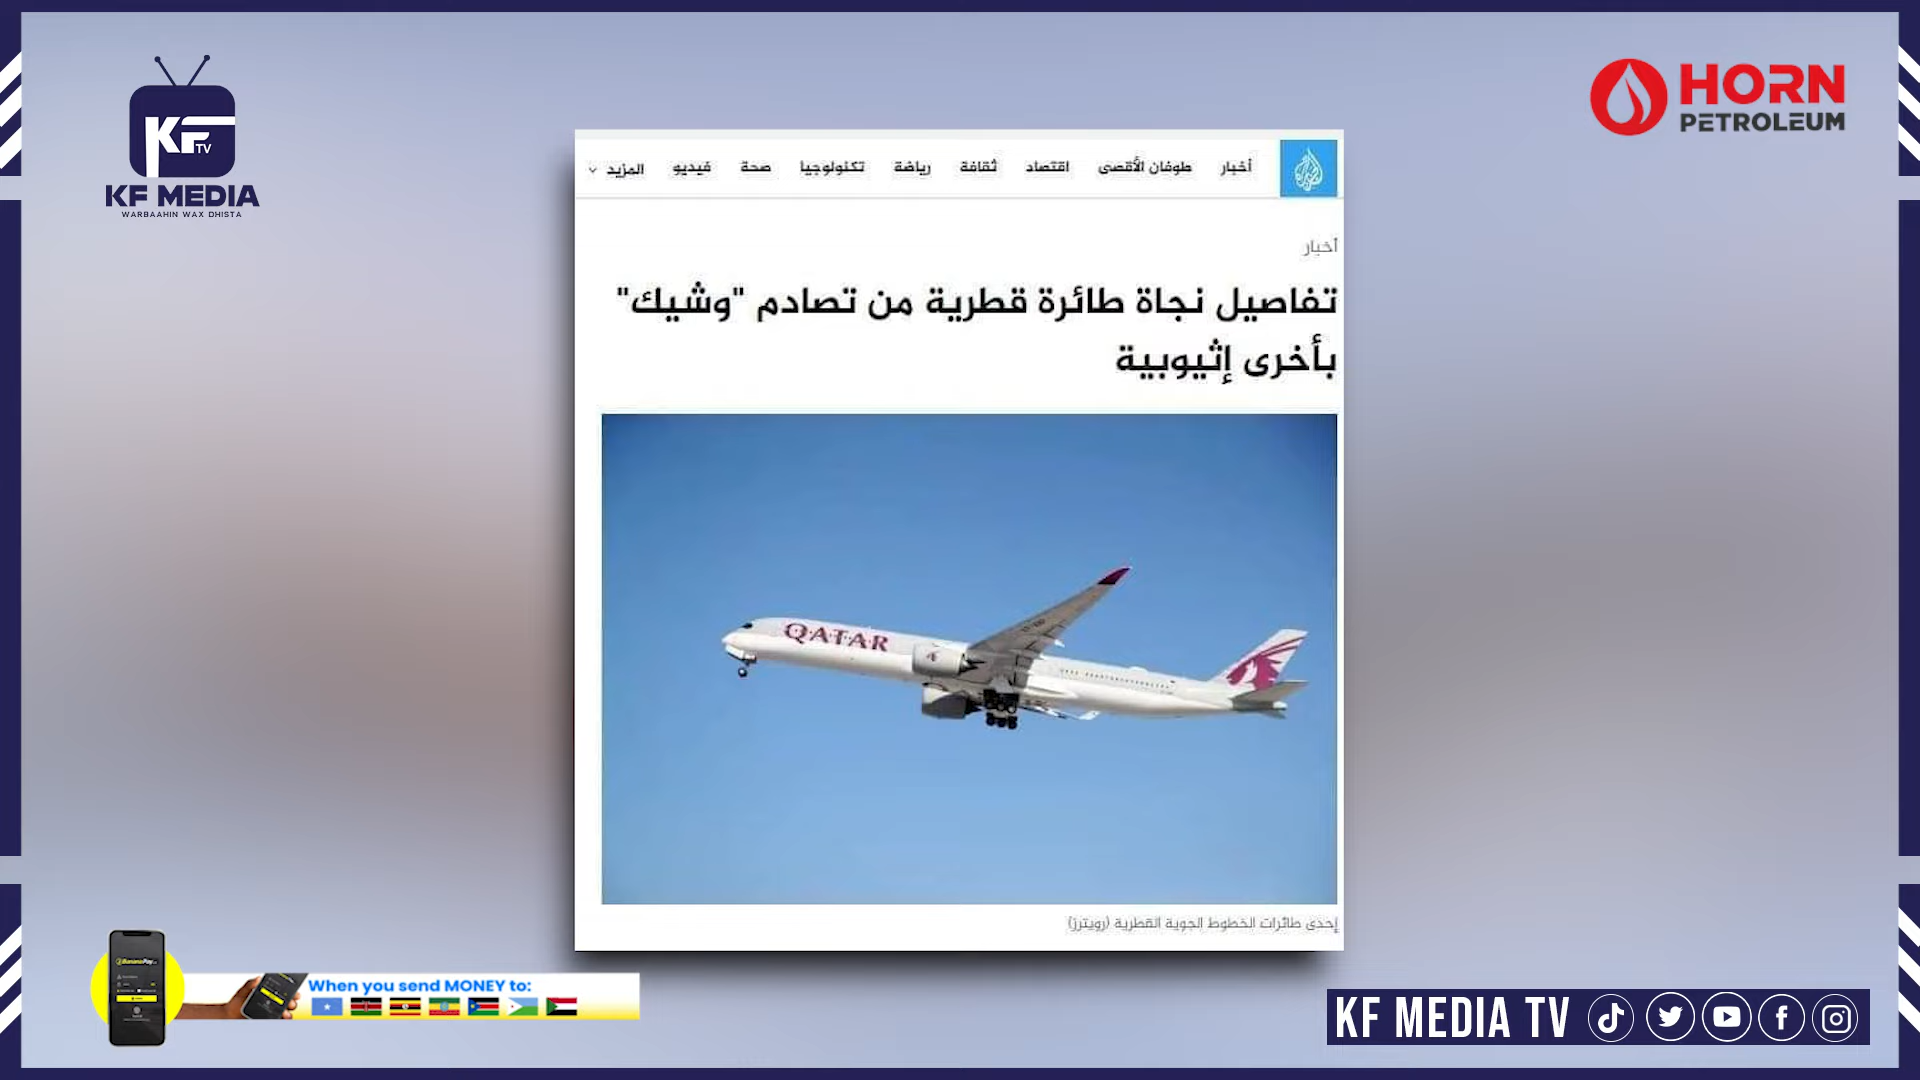 KF TV
KF MEDIA
WARBAAHIN WAX DHISTA
HORN
PETROLEUM
أخبار طوفان الأقصى اقتصاد ثقافة رياضة تكنولوجيا صحة فيديو المزيد
أخبار
تفاصيل نجاة طائرة قطرية من تصادم "وشيك"
بأخرى إثيوبية
QATAR
إحدى طائرات الخطوط الجوية القطرية (رويترز)
When you send MONEY to:
KF MEDIA TV